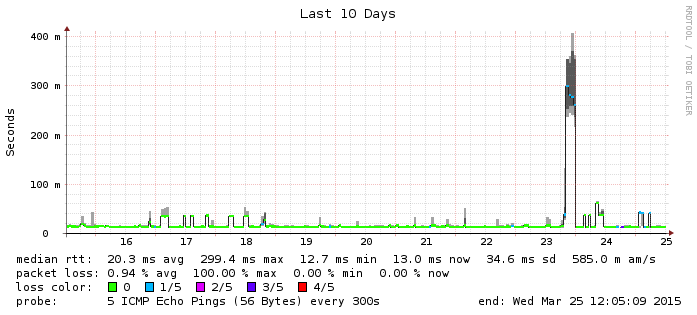 Last 10 Days
RRDTOOL / TOBI OETIKER
Seconds
400 m
300 m
200 m
100 m
0
16 17 18 19 20 21 22 23 24 25
median rtt: 20.3 ms avg 299.4 ms max 12.7 ms min 13.0 ms now 34.6 ms sd 585.0 m am/s
packet loss: 0.94 % avg 100.00 % max 0.00 % min 0.00 % now
loss color: 0 1/5 2/5 3/5 4/5
probe: 5 ICMP Echo Pings (56 Bytes) every 300s end: Wed Mar 25 12:05:09 2015